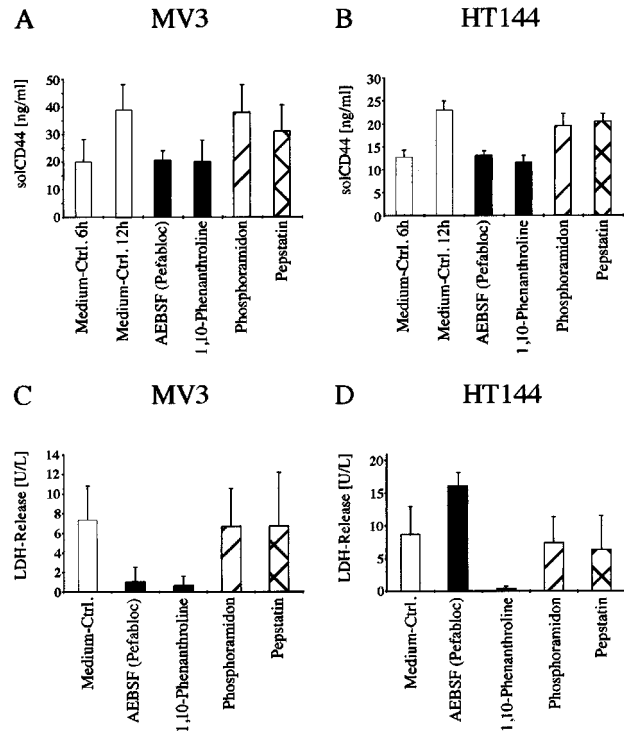 A MV3
B HT144
solCD44 [ng/ml]
50
40
30
20
10
0
Medium-Ctrl. 6h
Medium-Ctrl. 12h
AEBSF (Pefabloc)
1,10-Phenanthroline
Phosphoramidon
Pepstatin
solCD44 [ng/ml]
30
25
20
15
10
5
0
Medium-Ctrl. 6h
Medium-Ctrl. 12h
AEBSF (Pefabloc)
1,10-Phenanthroline
Phosphoramidon
Pepstatin
C MV3
D HT144
LDH-Release [U/L]
14
12
10
8
6
4
2
0
Medium-Ctrl.
AEBSF (Pefabloc)
1,10-Phenanthroline
Phosphoramidon
Pepstatin
LDH-Release [U/L]
20
15
10
5
0
Medium-Ctrl.
AEBSF (Pefabloc)
1,10-Phenanthroline
Phosphoramidon
Pepstatin